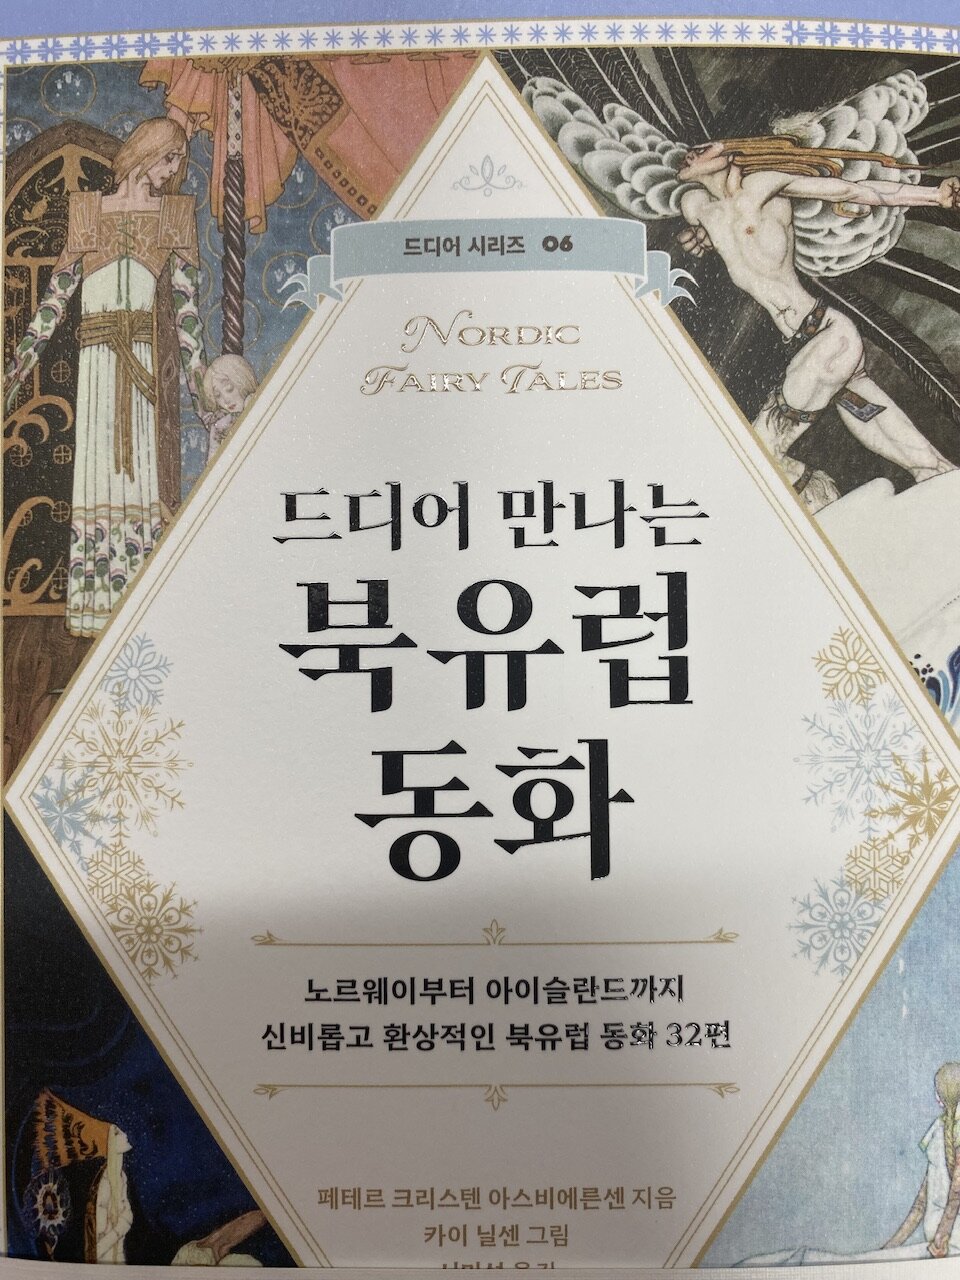 드디어 시리즈 06
NORDIC
FAIRY TALES
드디어 만나는
북유럽
동화
노르웨이부터 아이슬란드까지
신비롭고 환상적인 북유럽 동화 32편
페테르 크리스텐 아스비에른센 지음
카이 닐센 그림